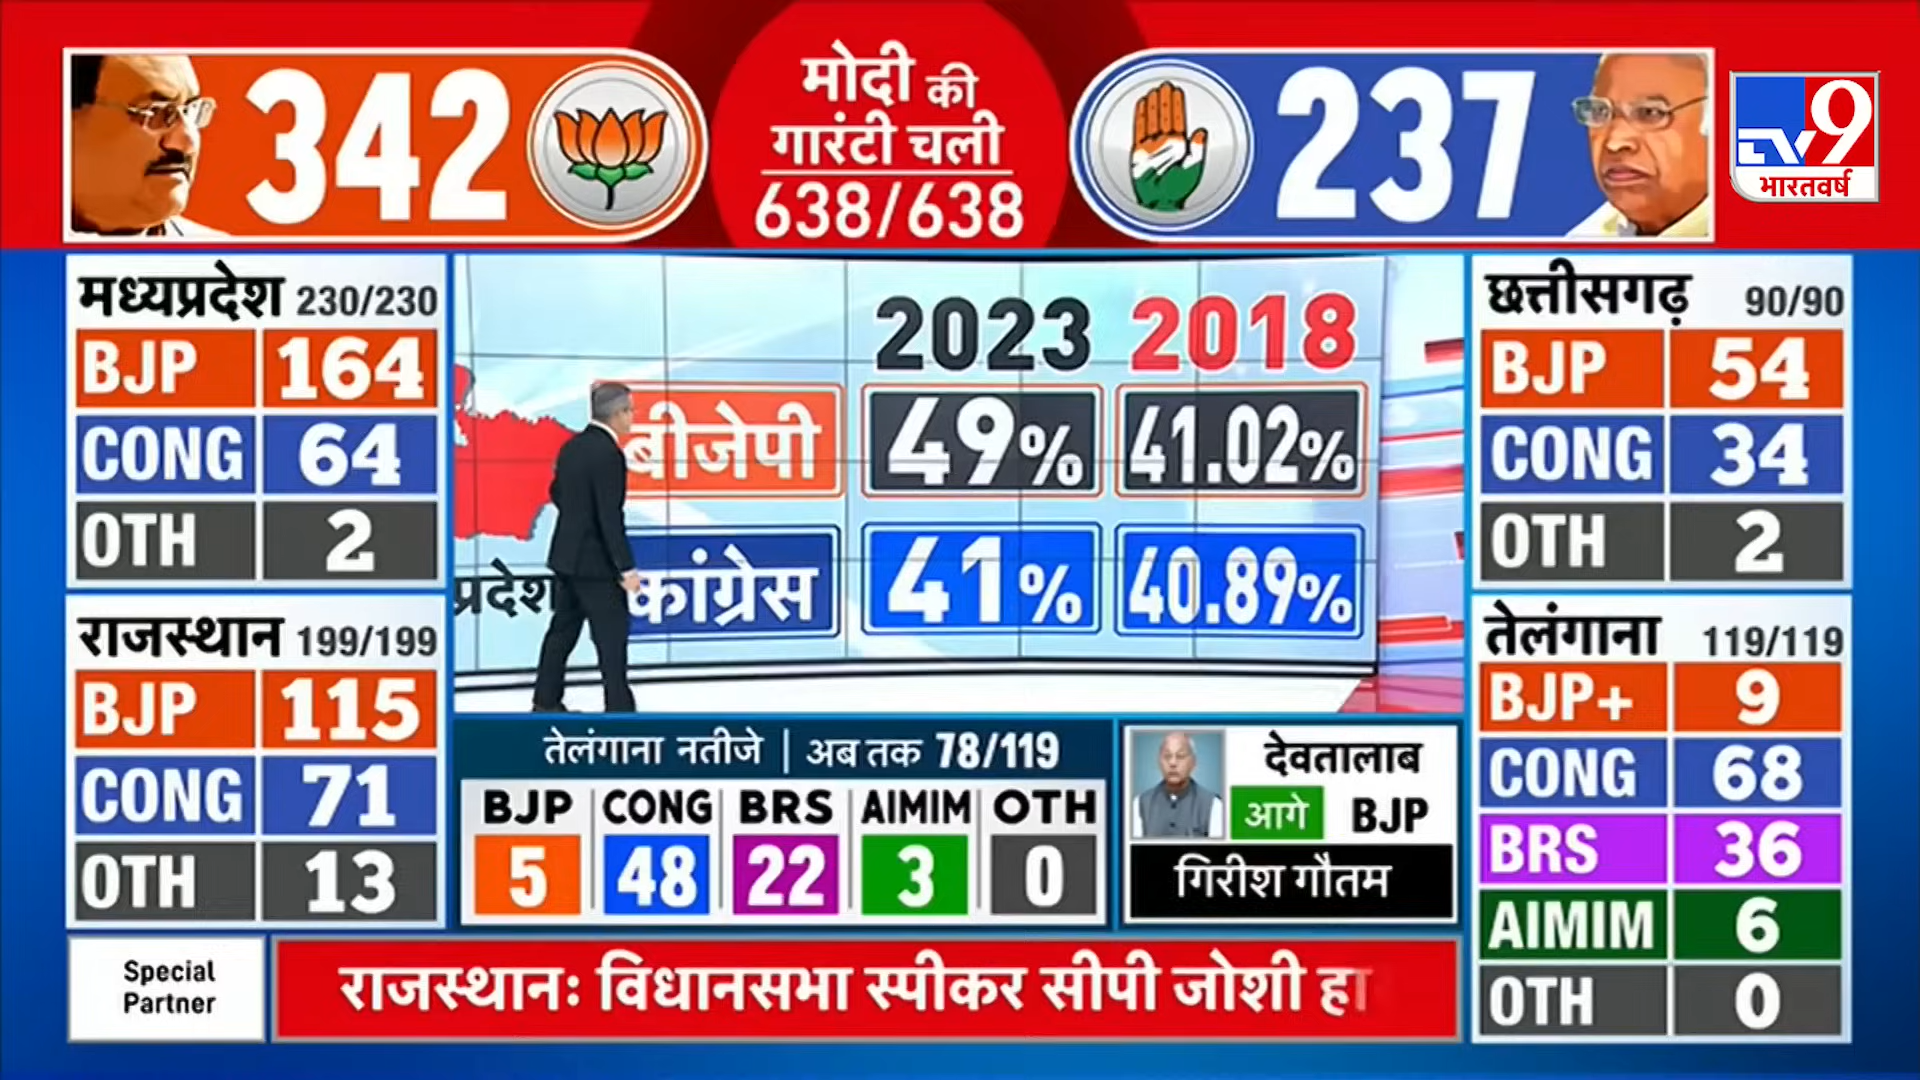 342
मोदी की
गारंटी चली
638/638
237
TV9
भारतवर्ष
मध्यप्रदेश 230/230
BJP 164
CONG 64
OTH 2
राजस्थान 199/199
BJP 115
CONG 71
OTH 13
2023 2018
बीजेपी 49% 41.02%
प्रदेश कांग्रेस 41% 40.89%
तेलंगाना नतीजे | अब तक 78/119
BJP CONG BRS AIMIM OTH
5 48 22 3 0
देवतालाब
आगे BJP
गिरीश गौतम
छत्तीसगढ़ 90/90
BJP 54
CONG 34
OTH 2
तेलंगाना 119/119
BJP+ 9
CONG 68
BRS 36
AIMIM 6
OTH 0
Special
Partner
राजस्थानः विधानसभा स्पीकर सीपी जोशी हा